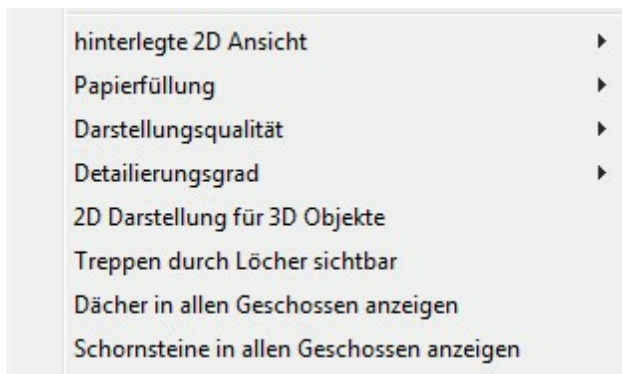 hinterlegte 2D Ansicht
Papierfüllung
Darstellungsqualität
Detailierungsgrad
2D Darstellung für 3D Objekte
Treppen durch Löcher sichtbar
Dächer in allen Geschossen anzeigen
Schornsteine in allen Geschossen anzeigen